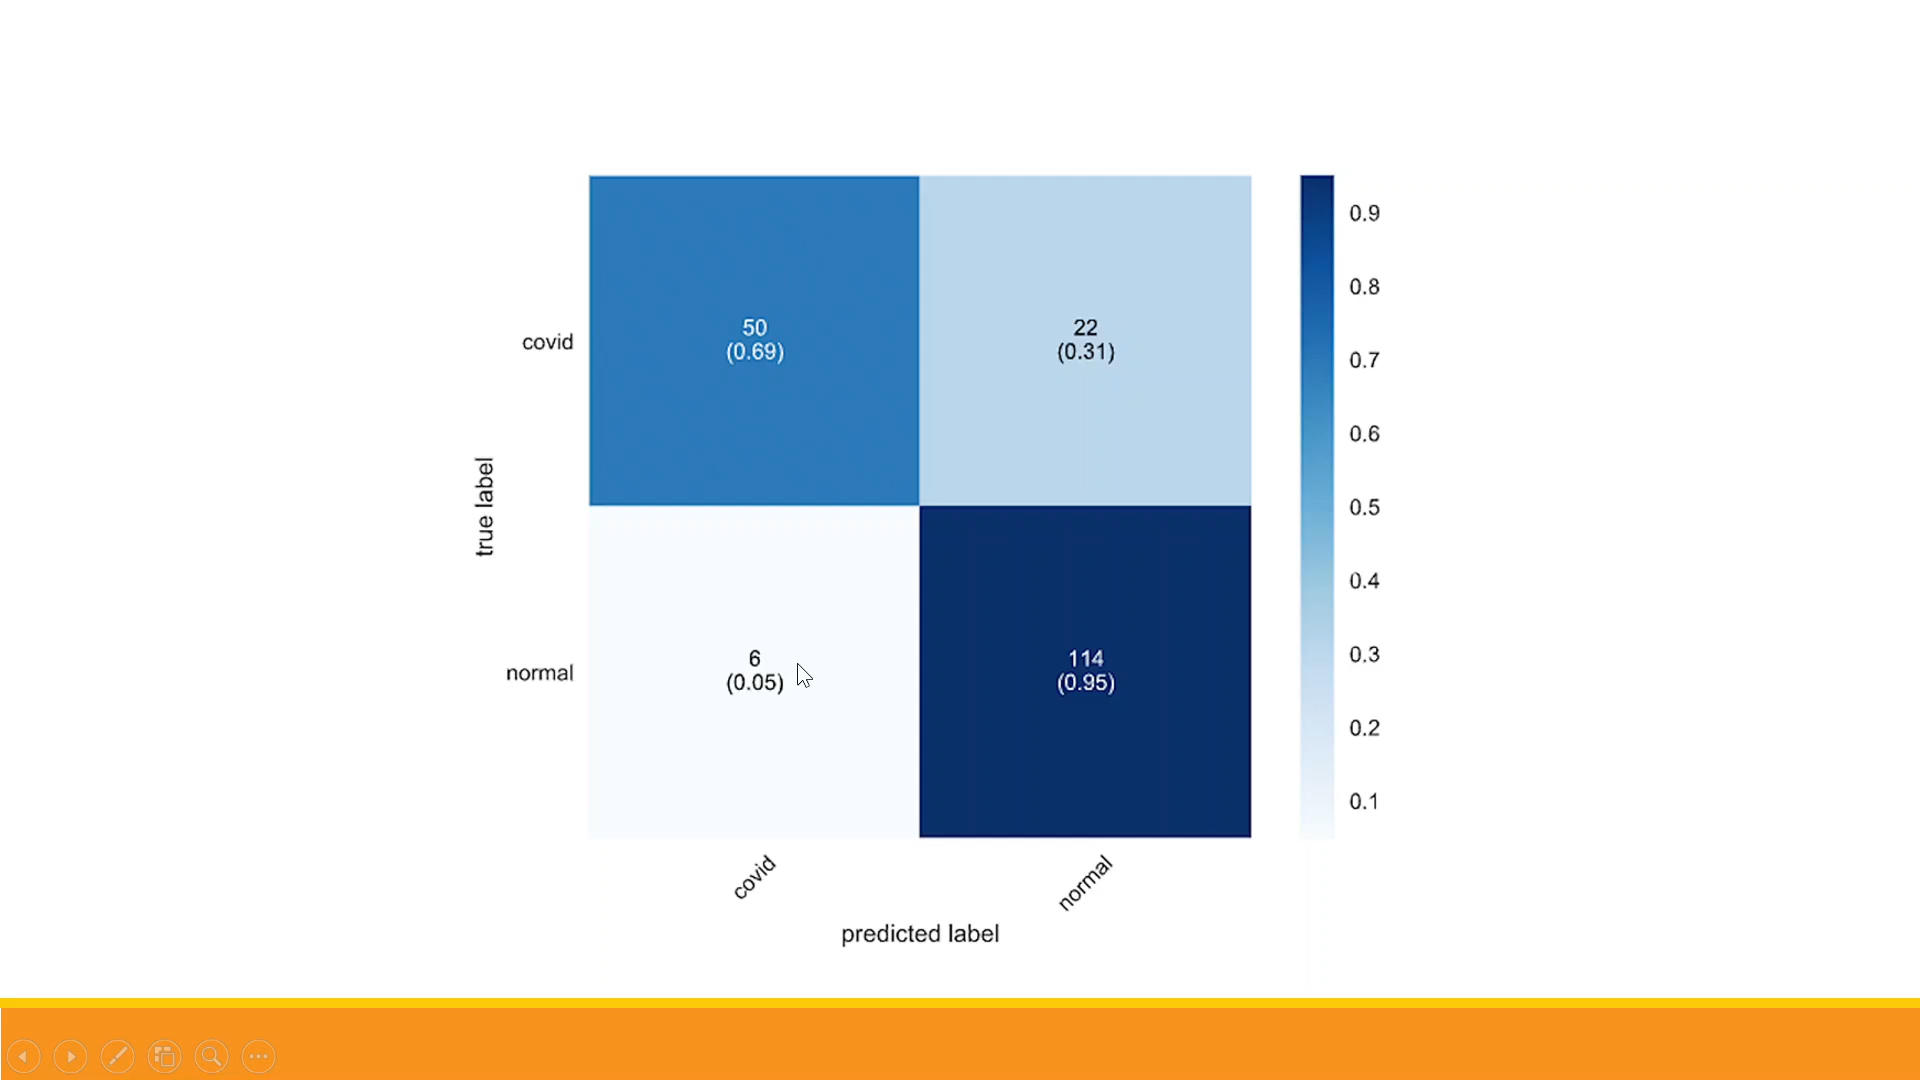 50
(0.69)
22
(0.31)
covid
true label
normal
6
(0.05)
114
(0.95)
covid
normal
predicted label
0.9
0.8
0.7
0.6
0.5
0.4
0.3
0.2
0.1